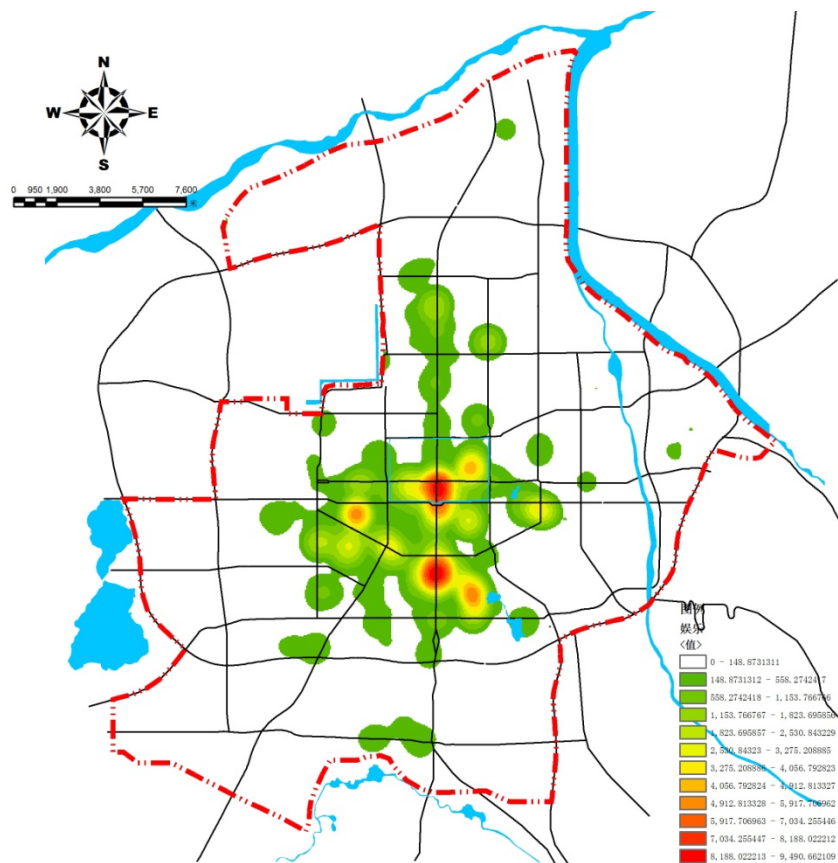 N
W E
S
0 950 1,900 3,800 5,700 7,600
米
图例
娱乐
<值>
0 - 148.8731311
148.8731312 - 558.2742417
558.2742418 - 1,153.766766
1,153.766767 - 1,823.695856
1,823.695857 - 2,530.843229
2,530.84323 - 3,275.208885
3,275.208886 - 4,056.792823
4,056.792824 - 4,912.813327
4,912.813328 - 5,917.706962
5,917.706963 - 7,034.255446
7,034.255447 - 8,188.022212
8,188.022213 - 9,490.662109